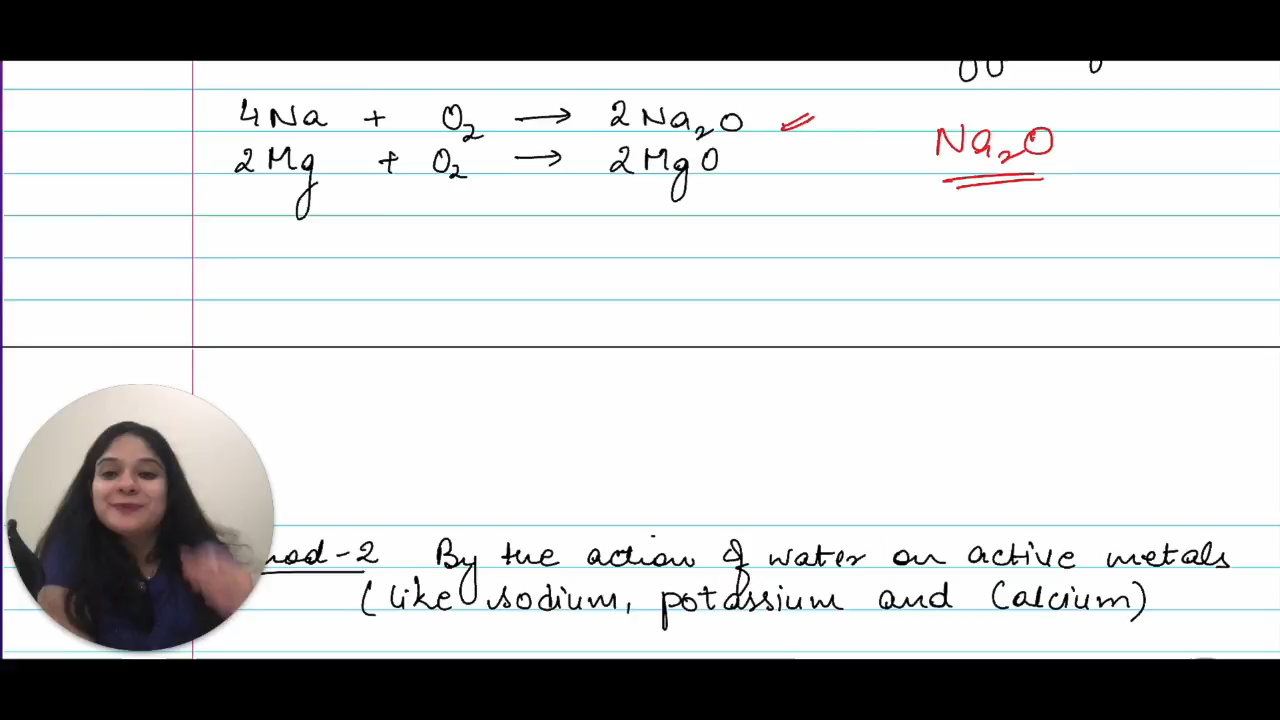 4Na + O₂ → 2Na₂O
Na₂O
2Mg + O₂ → 2MgO
-2 By the action of water on active metals
(like sodium, potassium and Calcium)